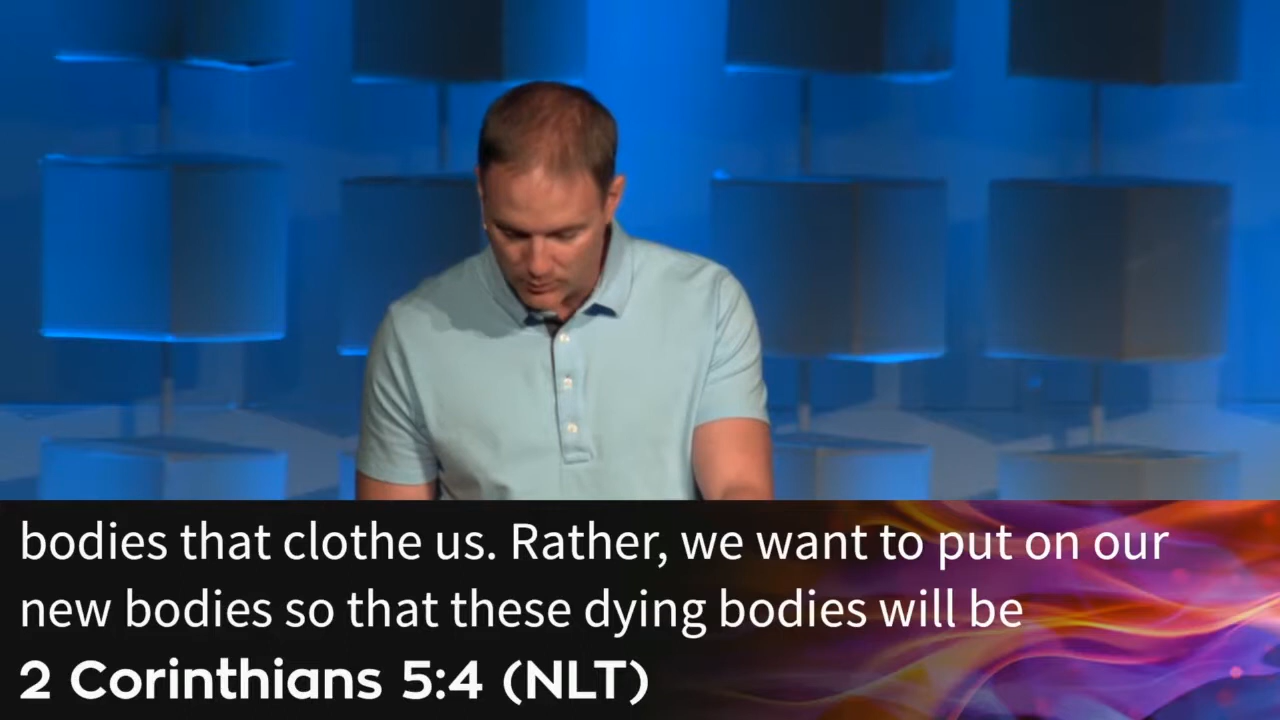 bodies that clothe us. Rather, we want to put on our
new bodies so that these dying bodies will be
2 Corinthians 5:4 (NLT)